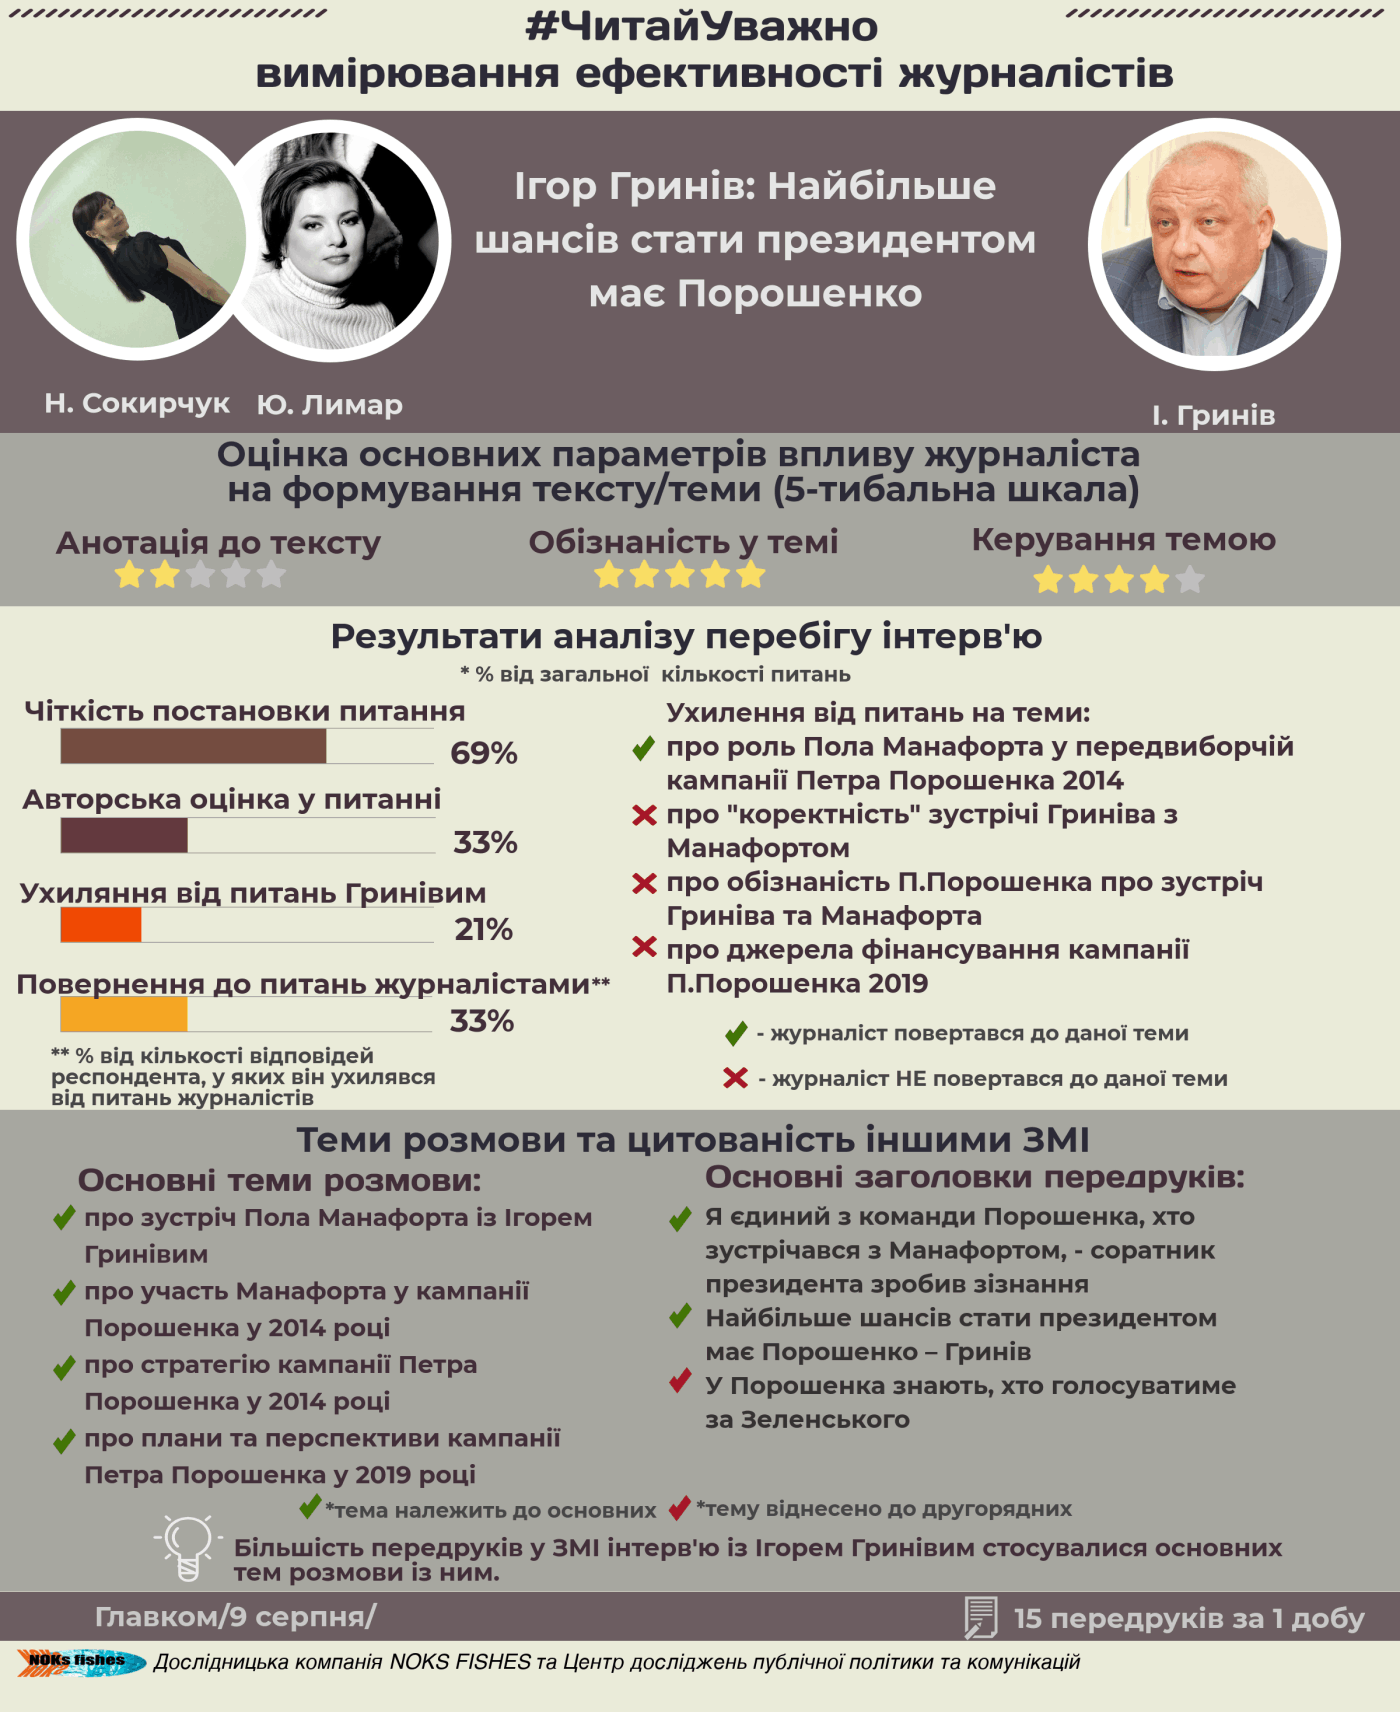 #ЧитайУважно
вимірювання ефективності журналістів
Ігор Гринів: Найбільше
шансів стати президентом
має Порошенко
Н. Сокирчук
Ю. Лимар
І. Гринів
Оцінка основних параметрів впливу журналіста
на формування тексту/теми (5-тибальна шкала)
Анотація до тексту
Обізнаність у темі
Керування темою
Результати аналізу перебігу інтерв'ю
* % від загальної кількості питань
Чіткість постановки питання
69%
Авторська оцінка у питанні
33%
Ухиляння від питань Гринівим
21%
Повернення до питань журналістами**
33%
** % від кількості відповідей
респондента, у яких він ухилявся
від питань журналістів
Ухилення від питань на теми:
про роль Пола Манафорта у передвиборчій
кампанії Петра Порошенка 2014
про "коректність" зустрічі Гриніва з
Манафортом
про обізнаність П.Порошенка про зустріч
Гриніва та Манафорта
про джерела фінансування кампанії
П.Порошенка 2019
- журналіст повертався до даної теми
- журналіст НЕ повертався до даної теми
Теми розмови та цитованість іншими ЗМІ
Основні теми розмови:
про зустріч Пола Манафорта із Ігорем
Гринівим
про участь Манафорта у кампанії
Порошенка у 2014 році
про стратегію кампанії Петра
Порошенка у 2014 році
про плани та перспективи кампанії
Петра Порошенка у 2019 році
Основні заголовки передруків:
Я єдиний з команди Порошенка, хто
зустрічався з Манафортом, - соратник
президента зробив зізнання
Найбільше шансів стати президентом
має Порошенко – Гринів
У Порошенка знають, хто голосуватиме
за Зеленського
*тема належить до основних
*тему віднесено до другорядних
Більшість передруків у ЗМІ інтерв'ю із Ігорем Гринівим стосувалися основних
тем розмови із ним.
Главком/9 серпня/
15 передруків за 1 добу
NOKs fishes
Дослідницька компанія NOKS FISHES та Центр досліджень публічної політики та комунікацій